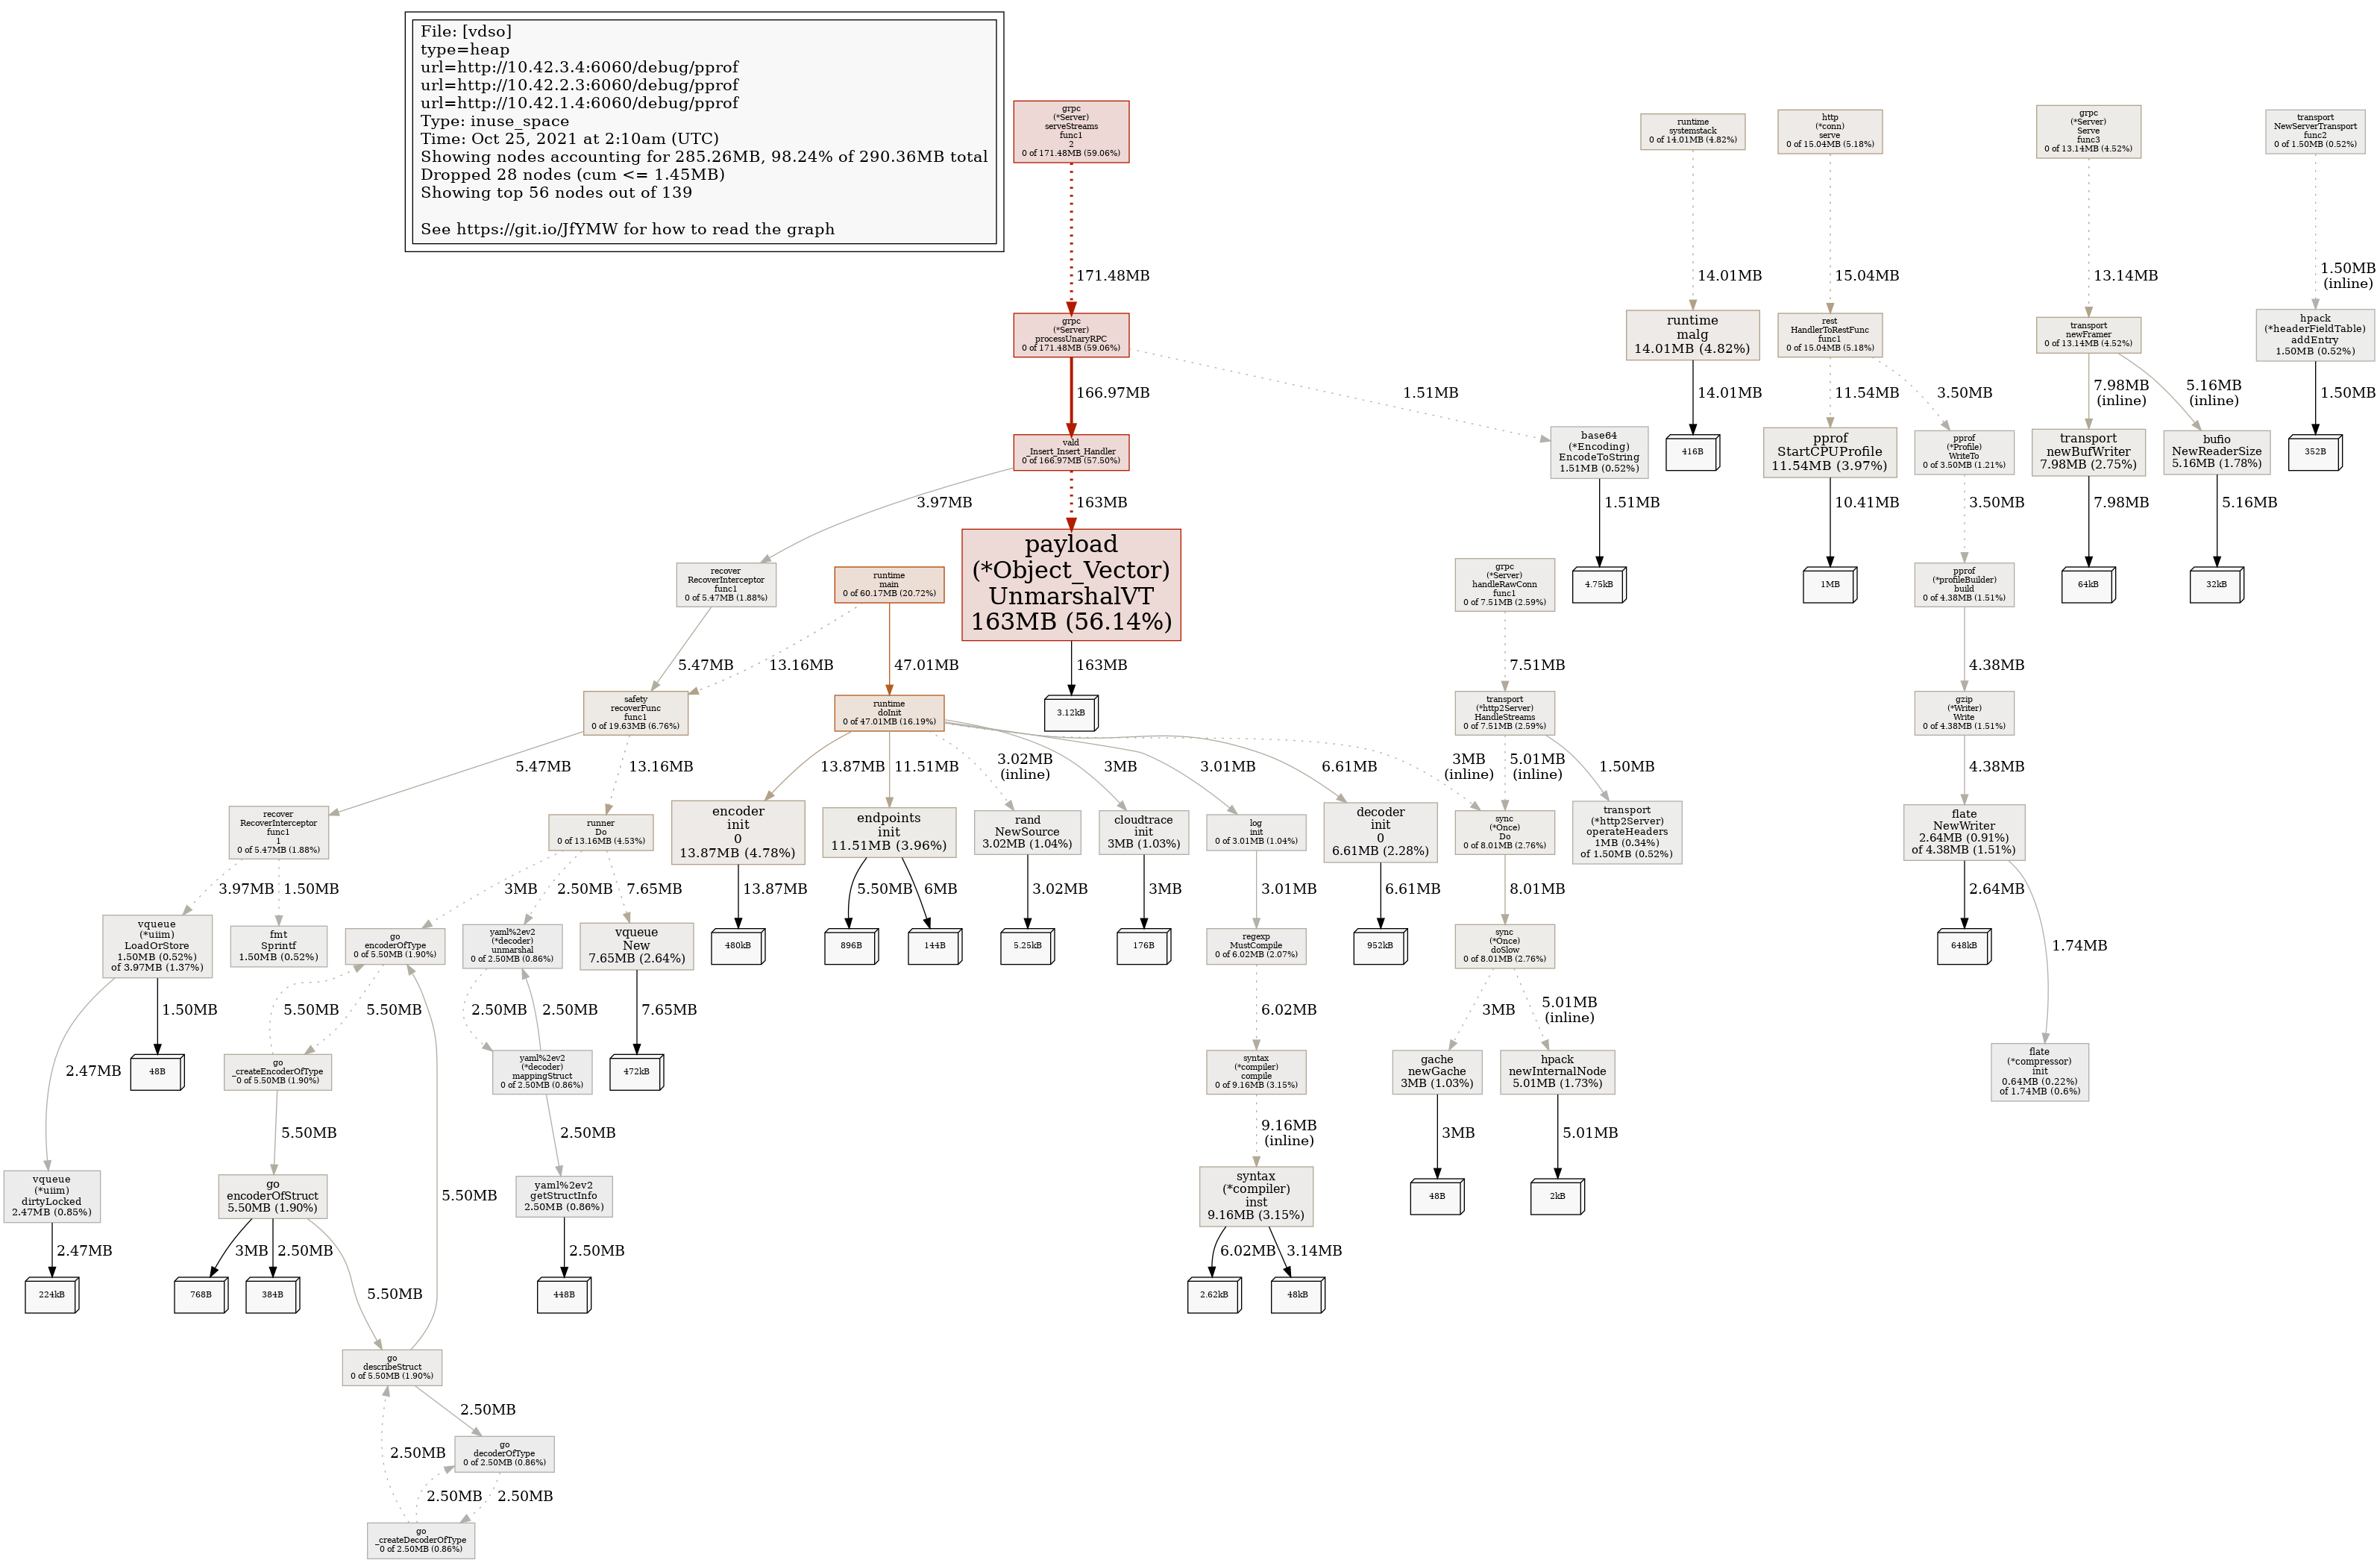 File: [vdso]
type=heap
url=http://10.42.3.4:6060/debug/pprof
url=http://10.42.2.3:6060/debug/pprof
url=http://10.42.1.4:6060/debug/pprof
Type: inuse_space
Time: Oct 25, 2021 at 2:10am (UTC)
Showing nodes accounting for 285.26MB, 98.24% of 290.36MB total
Dropped 28 nodes (cum <= 1.45MB)
Showing top 56 nodes out of 139
See https://git.io/JfYMW for how to read the graph
grpc
(*Server)
serveStreams
func1
2
0 of 171.48MB (59.06%)
runtime
systemstack
0 of 14.01MB (4.82%)
http
(*conn)
serve
0 of 15.04MB (5.18%)
grpc
(*Server)
Serve
func3
0 of 13.14MB (4.52%)
transport
NewServerTransport
func2
0 of 1.50MB (0.52%)
171.48MB
14.01MB
15.04MB
13.14MB
1.50MB
(inline)
grpc
(*Server)
processUnaryRPC
0 of 171.48MB (59.06%)
runtime
malg
14.01MB (4.82%)
rest
HandlerToRestFunc
func1
0 of 15.04MB (5.18%)
transport
newFramer
0 of 13.14MB (4.52%)
hpack
(*headerFieldTable)
addEntry
1.50MB (0.52%)
166.97MB
1.51MB
14.01MB
11.54MB
3.50MB
7.98MB
(inline)
5.16MB
(inline)
1.50MB
vald
_Insert_Insert_Handler
0 of 166.97MB (57.50%)
base64
(*Encoding)
EncodeToString
1.51MB (0.52%)
416B
pprof
StartCPUProfile
11.54MB (3.97%)
pprof
(*Profile)
WriteTo
0 of 3.50MB (1.21%)
transport
newBufWriter
7.98MB (2.75%)
bufio
NewReaderSize
5.16MB (1.78%)
352B
3.97MB
163MB
1.51MB
10.41MB
3.50MB
7.98MB
5.16MB
recover
RecoverInterceptor
func1
0 of 5.47MB (1.88%)
runtime
main
0 of 60.17MB (20.72%)
payload
(*Object_Vector)
UnmarshalVT
163MB (56.14%)
grpc
(*Server)
handleRawConn
func1
0 of 7.51MB (2.59%)
4.75kB
1MB
pprof
(*profileBuilder)
build
0 of 4.38MB (1.51%)
64kB
32kB
5.47MB
13.16MB
47.01MB
163MB
7.51MB
4.38MB
safety
recoverFunc
func1
0 of 19.63MB (6.76%)
runtime
doInit
0 of 47.01MB (16.19%)
3.12kB
transport
(*http2Server)
HandleStreams
0 of 7.51MB (2.59%)
gzip
(*Writer)
Write
0 of 4.38MB (1.51%)
5.47MB
13.16MB
13.87MB
11.51MB
3.02MB
(inline)
3MB
3.01MB
6.61MB
3MB
(inline)
5.01MB
(inline)
1.50MB
4.38MB
recover
RecoverInterceptor
func1
1
0 of 5.47MB (1.88%)
runner
Do
0 of 13.16MB (4.53%)
encoder
init
0
13.87MB (4.78%)
endpoints
init
11.51MB (3.96%)
rand
NewSource
3.02MB (1.04%)
cloudtrace
init
3MB (1.03%)
log
init
0 of 3.01MB (1.04%)
decoder
init
0
6.61MB (2.28%)
sync
(*Once)
Do
0 of 8.01MB (2.76%)
transport
(*http2Server)
operateHeaders
1MB (0.34%)
of 1.50MB (0.52%)
flate
NewWriter
2.64MB (0.91%)
of 4.38MB (1.51%)
3.97MB
1.50MB
3MB
2.50MB
7.65MB
13.87MB
5.50MB
6MB
3.02MB
3MB
3.01MB
6.61MB
8.01MB
2.64MB
1.74MB
vqueue
(*uiim)
LoadOrStore
1.50MB (0.52%)
of 3.97MB (1.37%)
fmt
Sprintf
1.50MB (0.52%)
go
encoderOfType
0 of 5.50MB (1.90%)
yaml%2ev2
(*decoder)
unmarshal
0 of 2.50MB (0.86%)
vqueue
New
7.65MB (2.64%)
480kB
896B
144B
5.25kB
176B
regexp
MustCompile
0 of 6.02MB (2.07%)
952kB
sync
(*Once)
doSlow
0 of 8.01MB (2.76%)
648kB
2.47MB
1.50MB
5.50MB
5.50MB
2.50MB
2.50MB
7.65MB
6.02MB
3MB
5.01MB
(inline)
48B
go
_createEncoderOfType
0 of 5.50MB (1.90%)
yaml%2ev2
(*decoder)
mappingStruct
0 of 2.50MB (0.86%)
472kB
syntax
(*compiler)
compile
0 of 9.16MB (3.15%)
gache
newGache
3MB (1.03%)
hpack
newInternalNode
5.01MB (1.73%)
flate
(*compressor)
init
0.64MB (0.22%)
of 1.74MB (0.6%)
5.50MB
2.50MB
9.16MB
(inline)
3MB
5.01MB
vqueue
(*uiim)
dirtyLocked
2.47MB (0.85%)
go
encoderOfStruct
5.50MB (1.90%)
5.50MB
yaml%2ev2
getStructInfo
2.50MB (0.86%)
syntax
(*compiler)
inst
9.16MB (3.15%)
48B
2kB
2.47MB
3MB
2.50MB
5.50MB
2.50MB
6.02MB
3.14MB
224kB
768B
384B
448B
2.62kB
48kB
go
describeStruct
0 of 5.50MB (1.90%)
2.50MB
2.50MB
go
decoderOfType
0 of 2.50MB (0.86%)
2.50MB
2.50MB
go
_createDecoderOfType
0 of 2.50MB (0.86%)